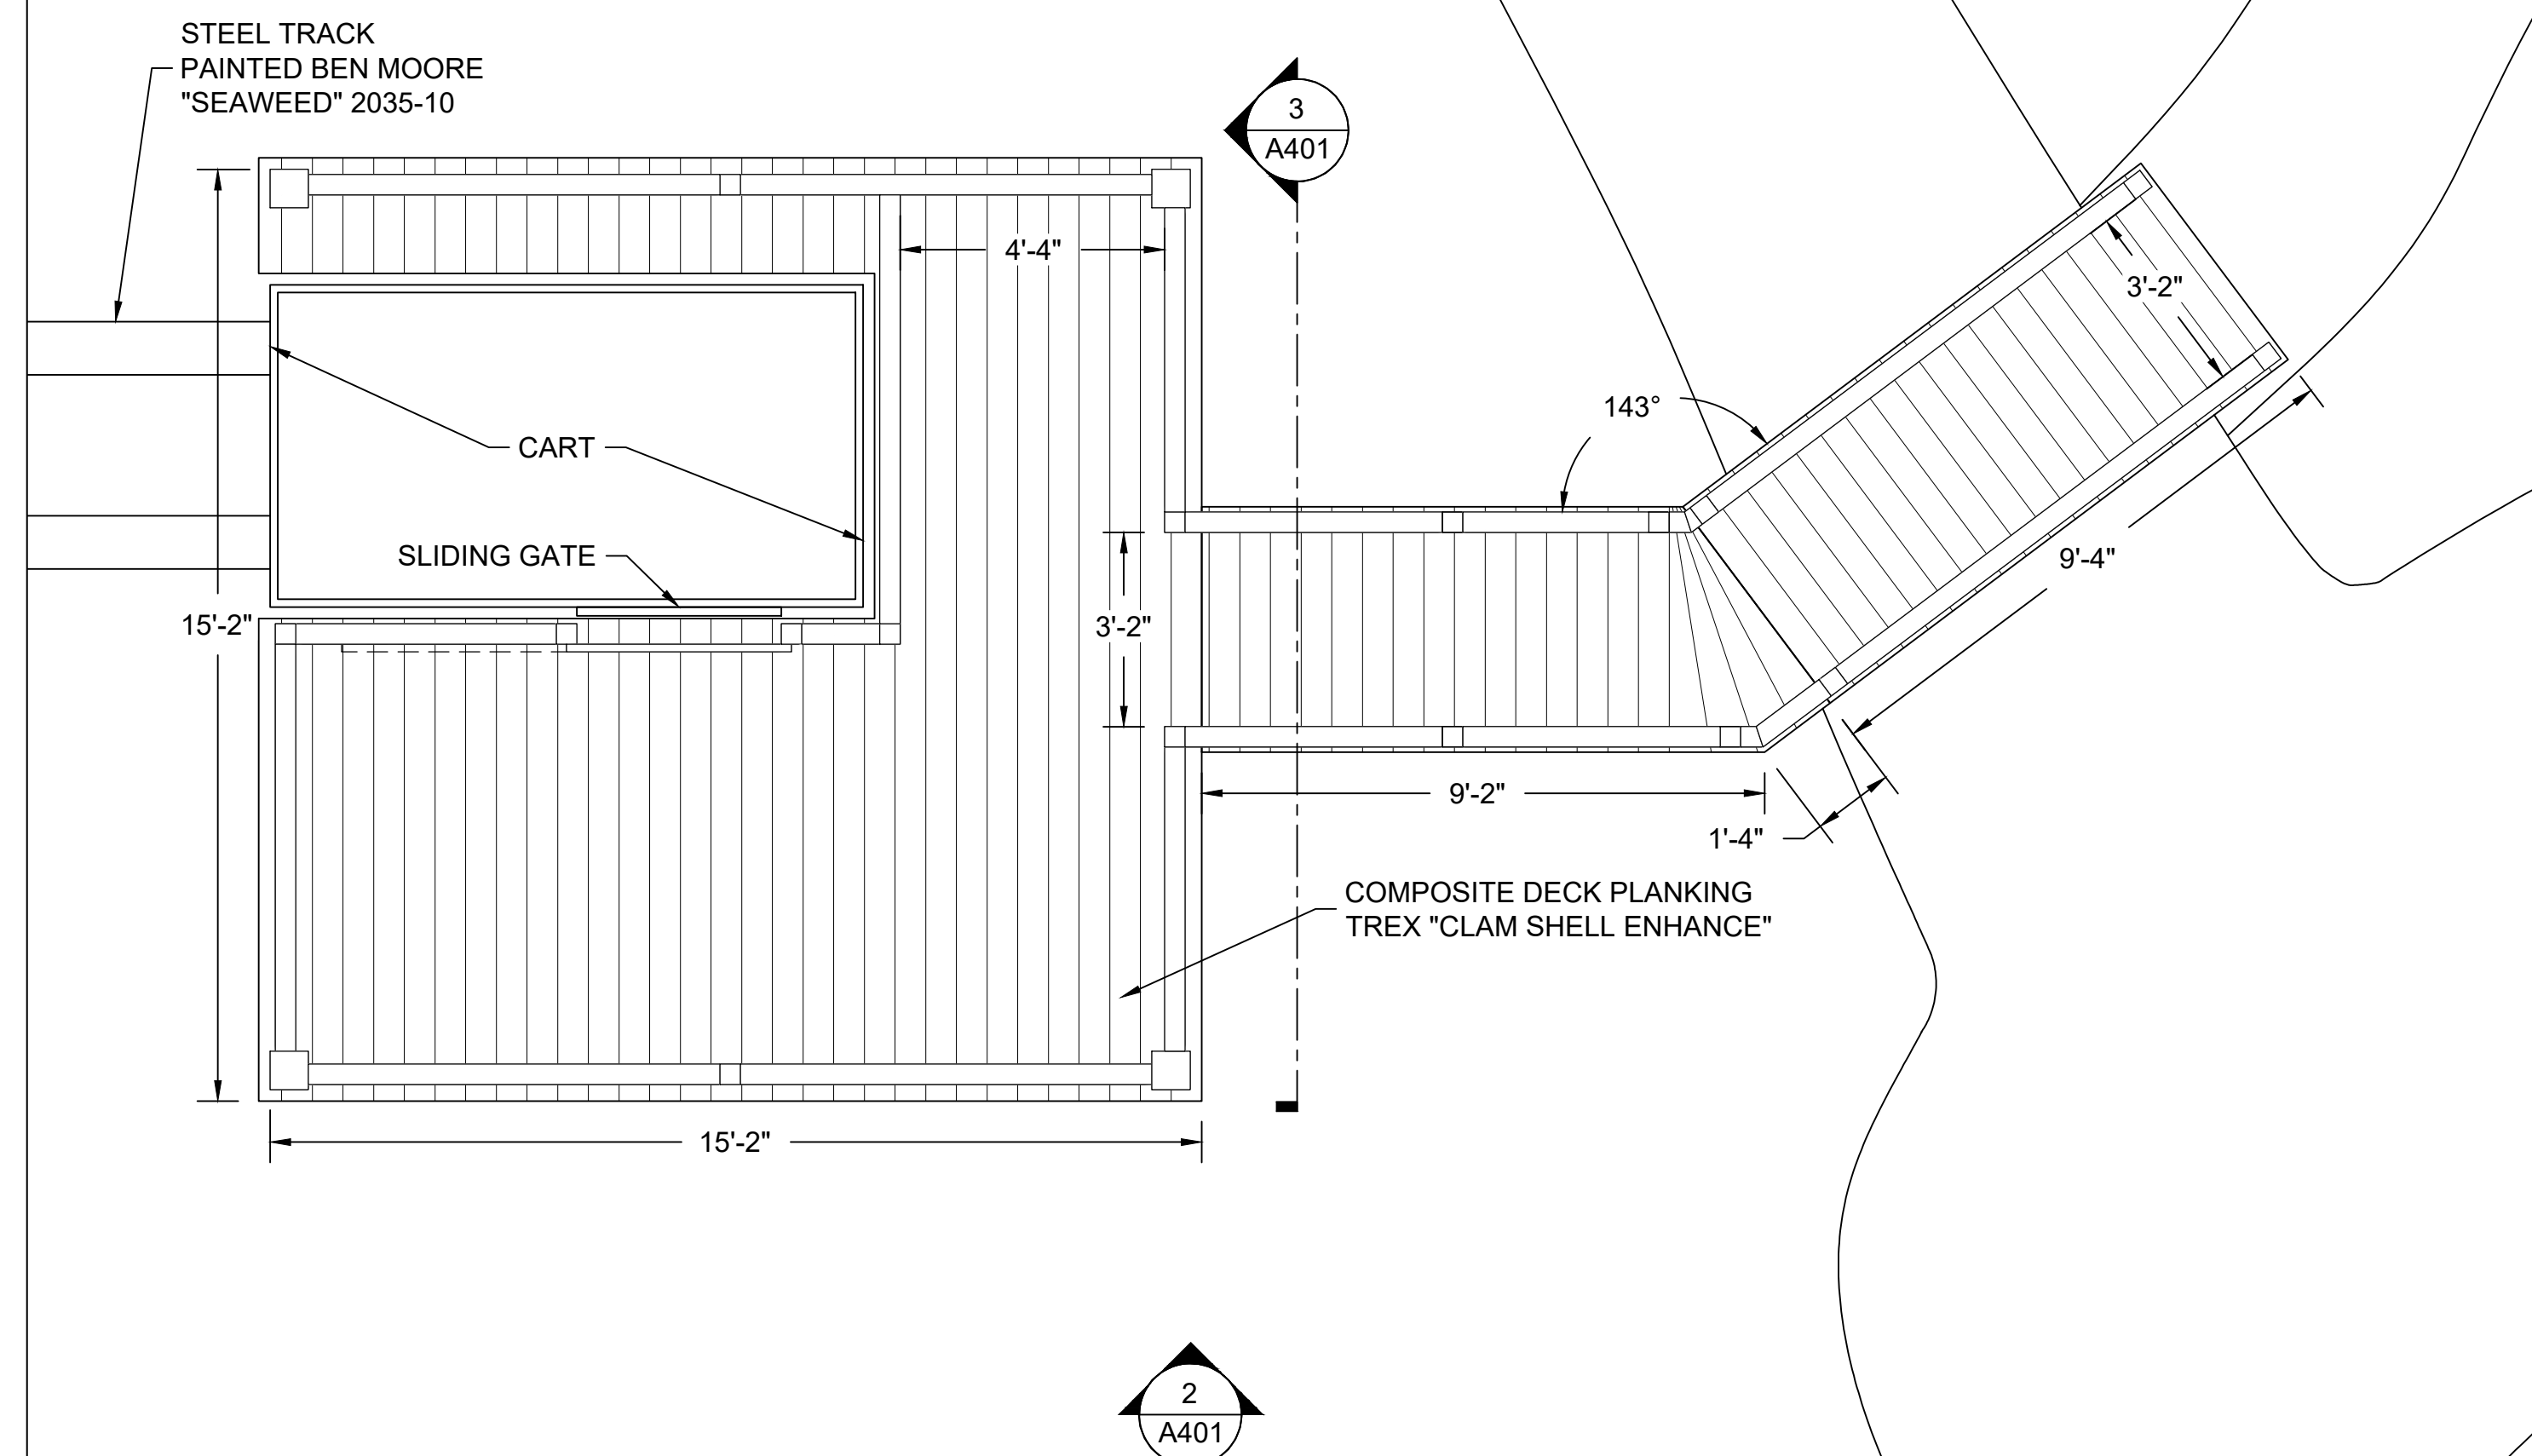 STEEL TRACK
PAINTED BEN MOORE
"SEAWEED" 2035-10
3
A401
4'-4"
3'-2"
143°
CART
SLIDING GATE
9'-4"
15'-2"
3'-2"
9'-2"
1'-4"
COMPOSITE DECK PLANKING
TREX "CLAM SHELL ENHANCE"
15'-2"
2
A401